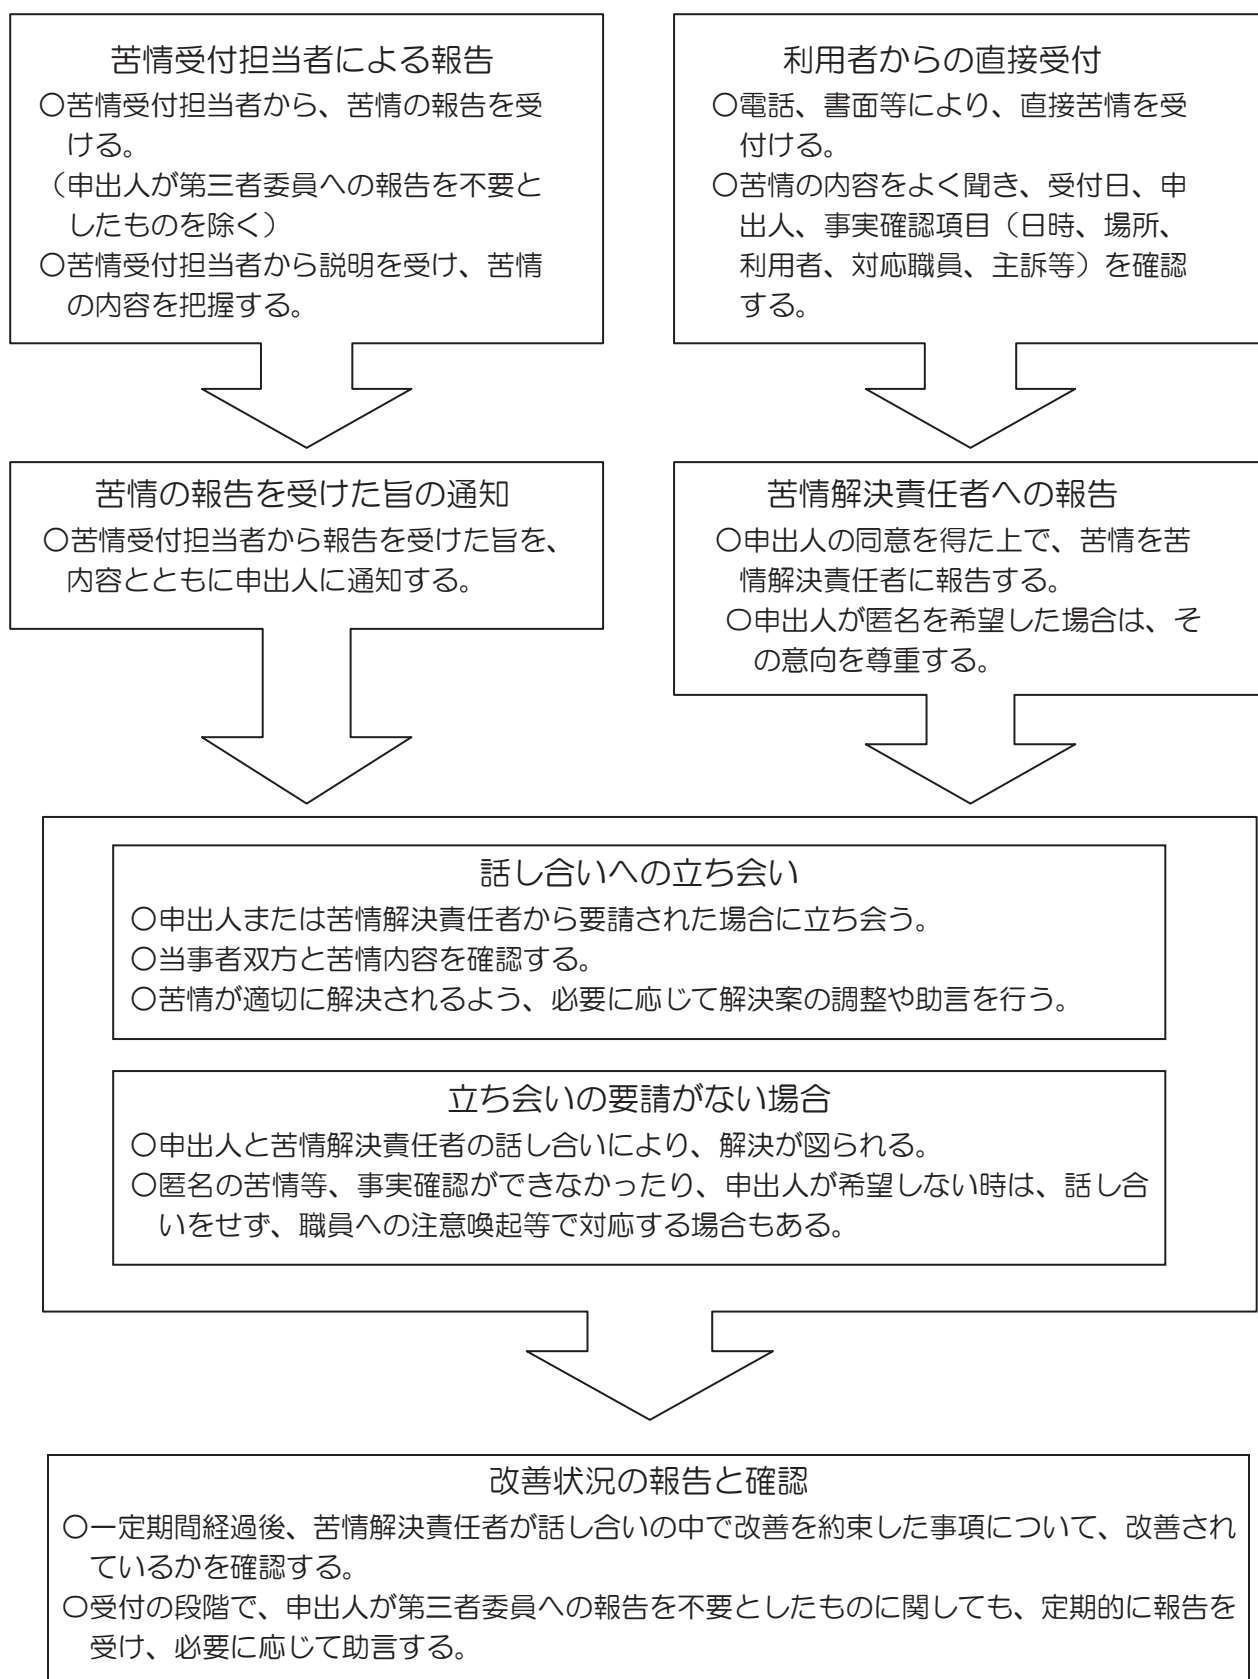 苦情受付担当者による報告
〇苦情受付担当者から、苦情の報告を受
ける。
（申出人が第三者委員への報告を不要と
したものを除く）
〇苦情受付担当者から説明を受け、苦情
の内容を把握する。
利用者からの直接受付
〇電話、書面等により、直接苦情を受
付ける。
〇苦情の内容をよく聞き、受付日、申
出人、事実確認項目（日時、場所、
利用者、対応職員、主訴等）を確認
する。
苦情の報告を受けた旨の通知
〇苦情受付担当者から報告を受けた旨を、
内容とともに申出人に通知する。
苦情解決責任者への報告
〇申出人の同意を得た上で、苦情を苦
情解決責任者に報告する。
〇申出人が匿名を希望した場合は、そ
の意向を尊重する。
話し合いへの立ち会い
〇申出人または苦情解決責任者から要請された場合に立ち会う。
〇当事者双方と苦情内容を確認する。
〇苦情が適切に解決されるよう、必要に応じて解決案の調整や助言を行う。
立ち会いの要請がない場合
〇申出人と苦情解決責任者の話し合いにより、解決が図られる。
〇匿名の苦情等、事実確認ができなかったり、申出人が希望しない時は、話し合
いをせず、職員への注意喚起等で対応する場合もある。
改善状況の報告と確認
〇一定期間経過後、苦情解決責任者が話し合いの中で改善を約束した事項について、改善され
ているかを確認する。
〇受付の段階で、申出人が第三者委員への報告を不要としたものに関しても、定期的に報告を
受け、必要に応じて助言する。